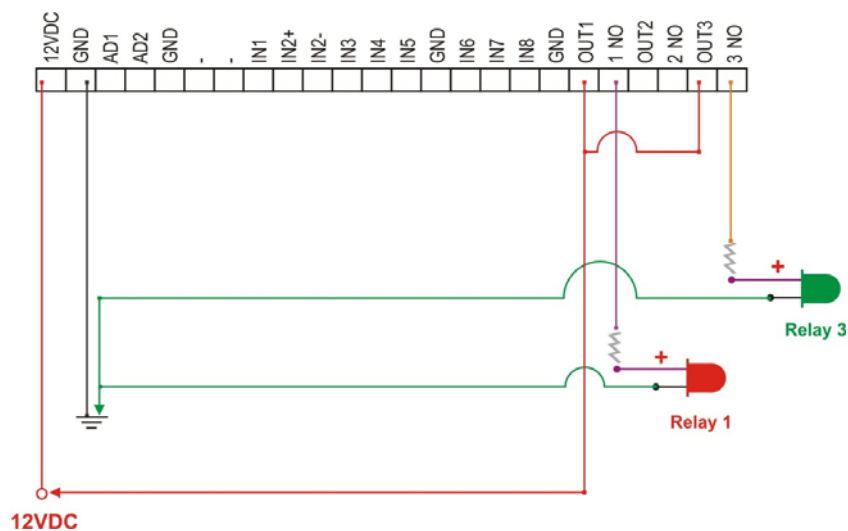 12VDC
GND
AD1
AD2
GND
-
-
IN1
IN2+
IN2-
IN3
IN4
IN5
GND
IN6
IN7
IN8
GND
OUT1
1 NO
OUT2
2 NO
OUT3
3 NO
+
Relay 3
+
Relay 1
12VDC